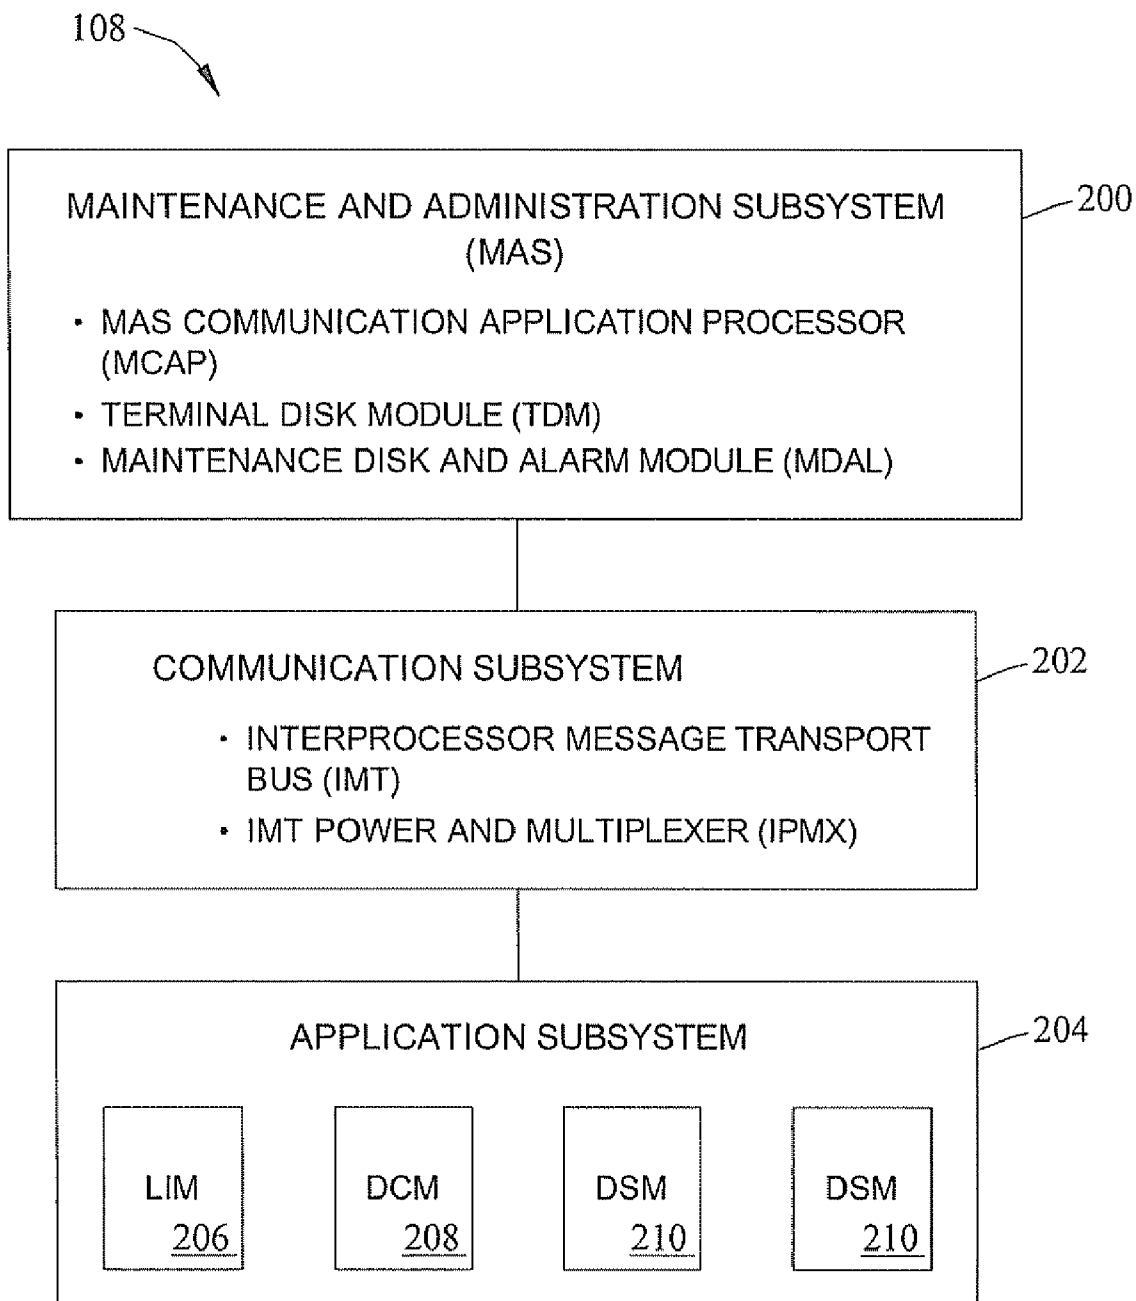 108
MAINTENANCE AND ADMINISTRATION SUBSYSTEM
(MAS)
200
• MAS COMMUNICATION APPLICATION PROCESSOR
(MCAP)
• TERMINAL DISK MODULE (TDM)
• MAINTENANCE DISK AND ALARM MODULE (MDAL)
COMMUNICATION SUBSYSTEM
202
• INTERPROCESSOR MESSAGE TRANSPORT
BUS (IMT)
• IMT POWER AND MULTIPLEXER (IPMX)
APPLICATION SUBSYSTEM
204
LIM
206
DCM
208
DSM
210
DSM
210